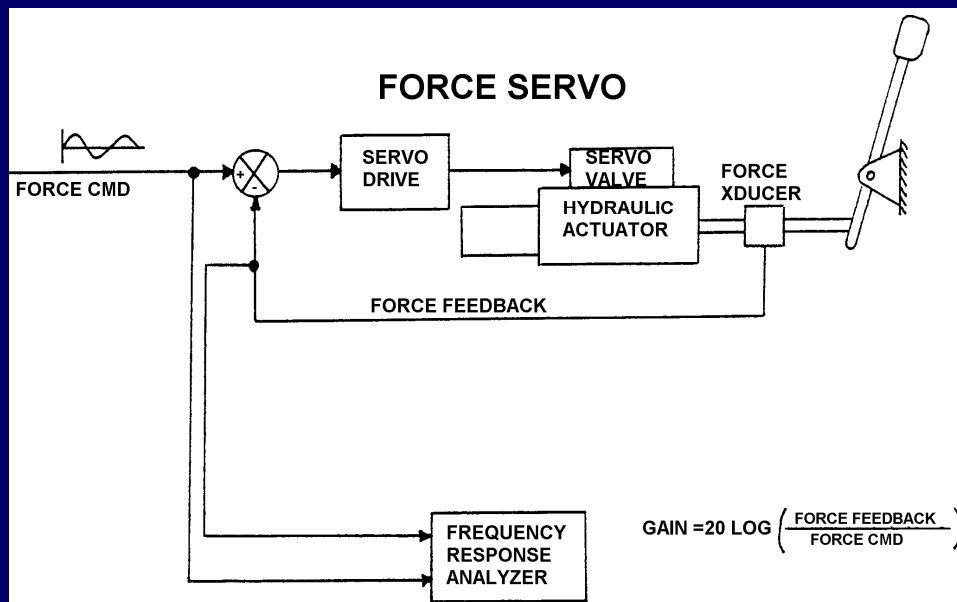 FORCE SERVO
FORCE CMD
+
-
SERVO
DRIVE
SERVO
VALVE
HYDRAULIC
ACTUATOR
FORCE
XDUCER
FORCE FEEDBACK
FREQUENCY
RESPONSE
ANALYZER
GAIN =20 LOG ( FORCE FEEDBACK
FORCE CMD )